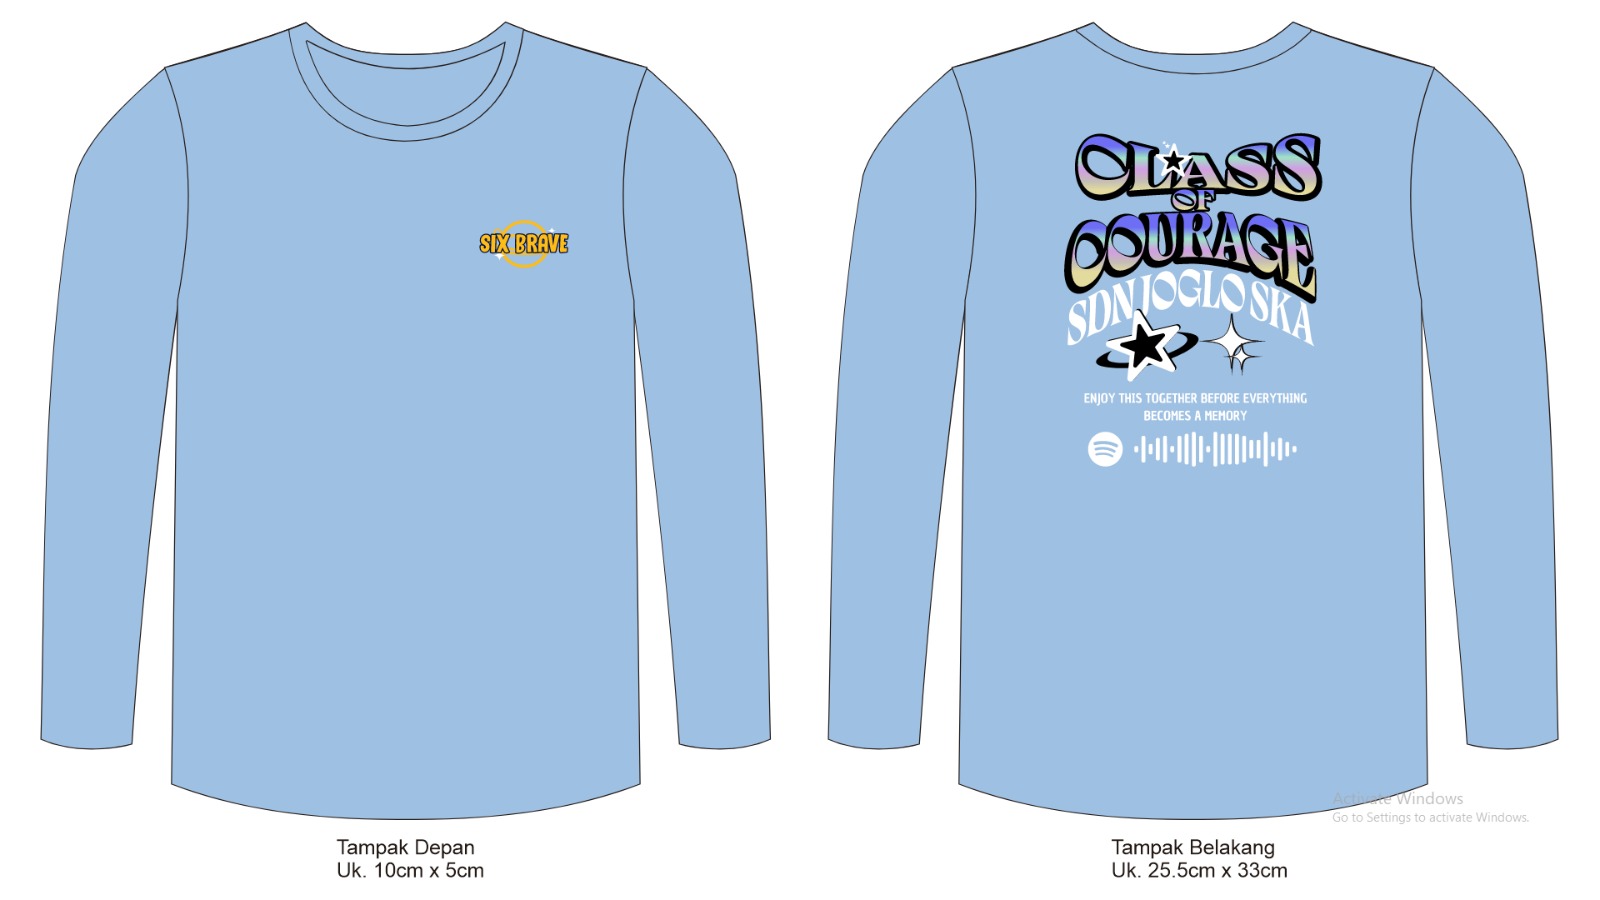 SIX BRAVE
Tampak Depan
Uk. 10cm x 5cm
CLASS
OF
COURAGE
SDN JOGLO SKA
ENJOY THIS TOGETHER BEFORE EVERYTHING
BECOMES A MEMORY
Tampak Belakang
Uk. 25.5cm x 33cm
Activate Windows
Go to Settings to activate Windows.